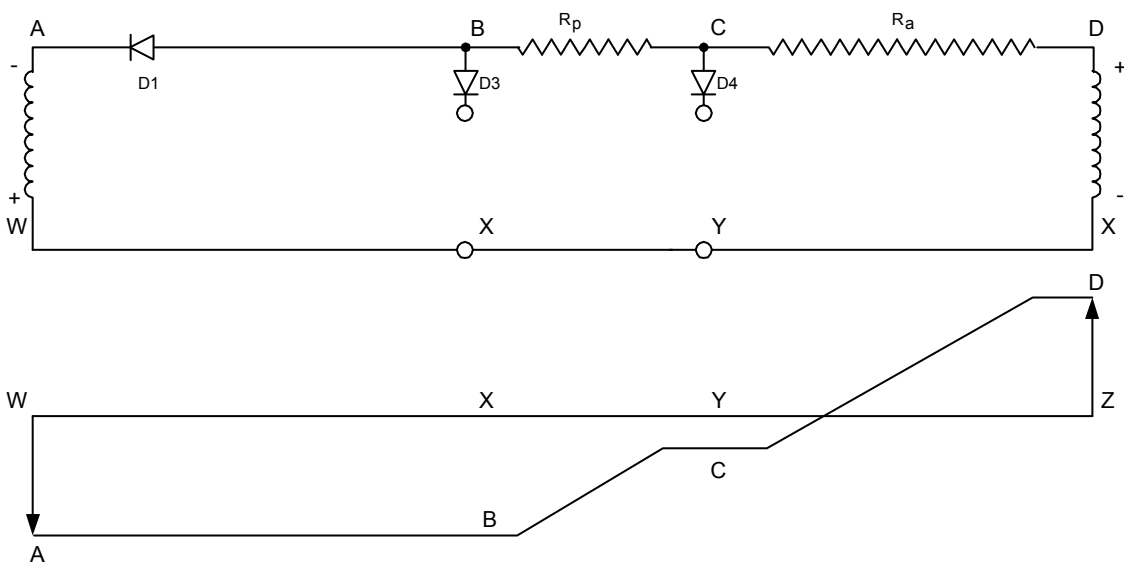 A B Rp C Ra D
- D1 D3 D4 +
+ -
W X Y X
D
W X Y Z
C
B
A